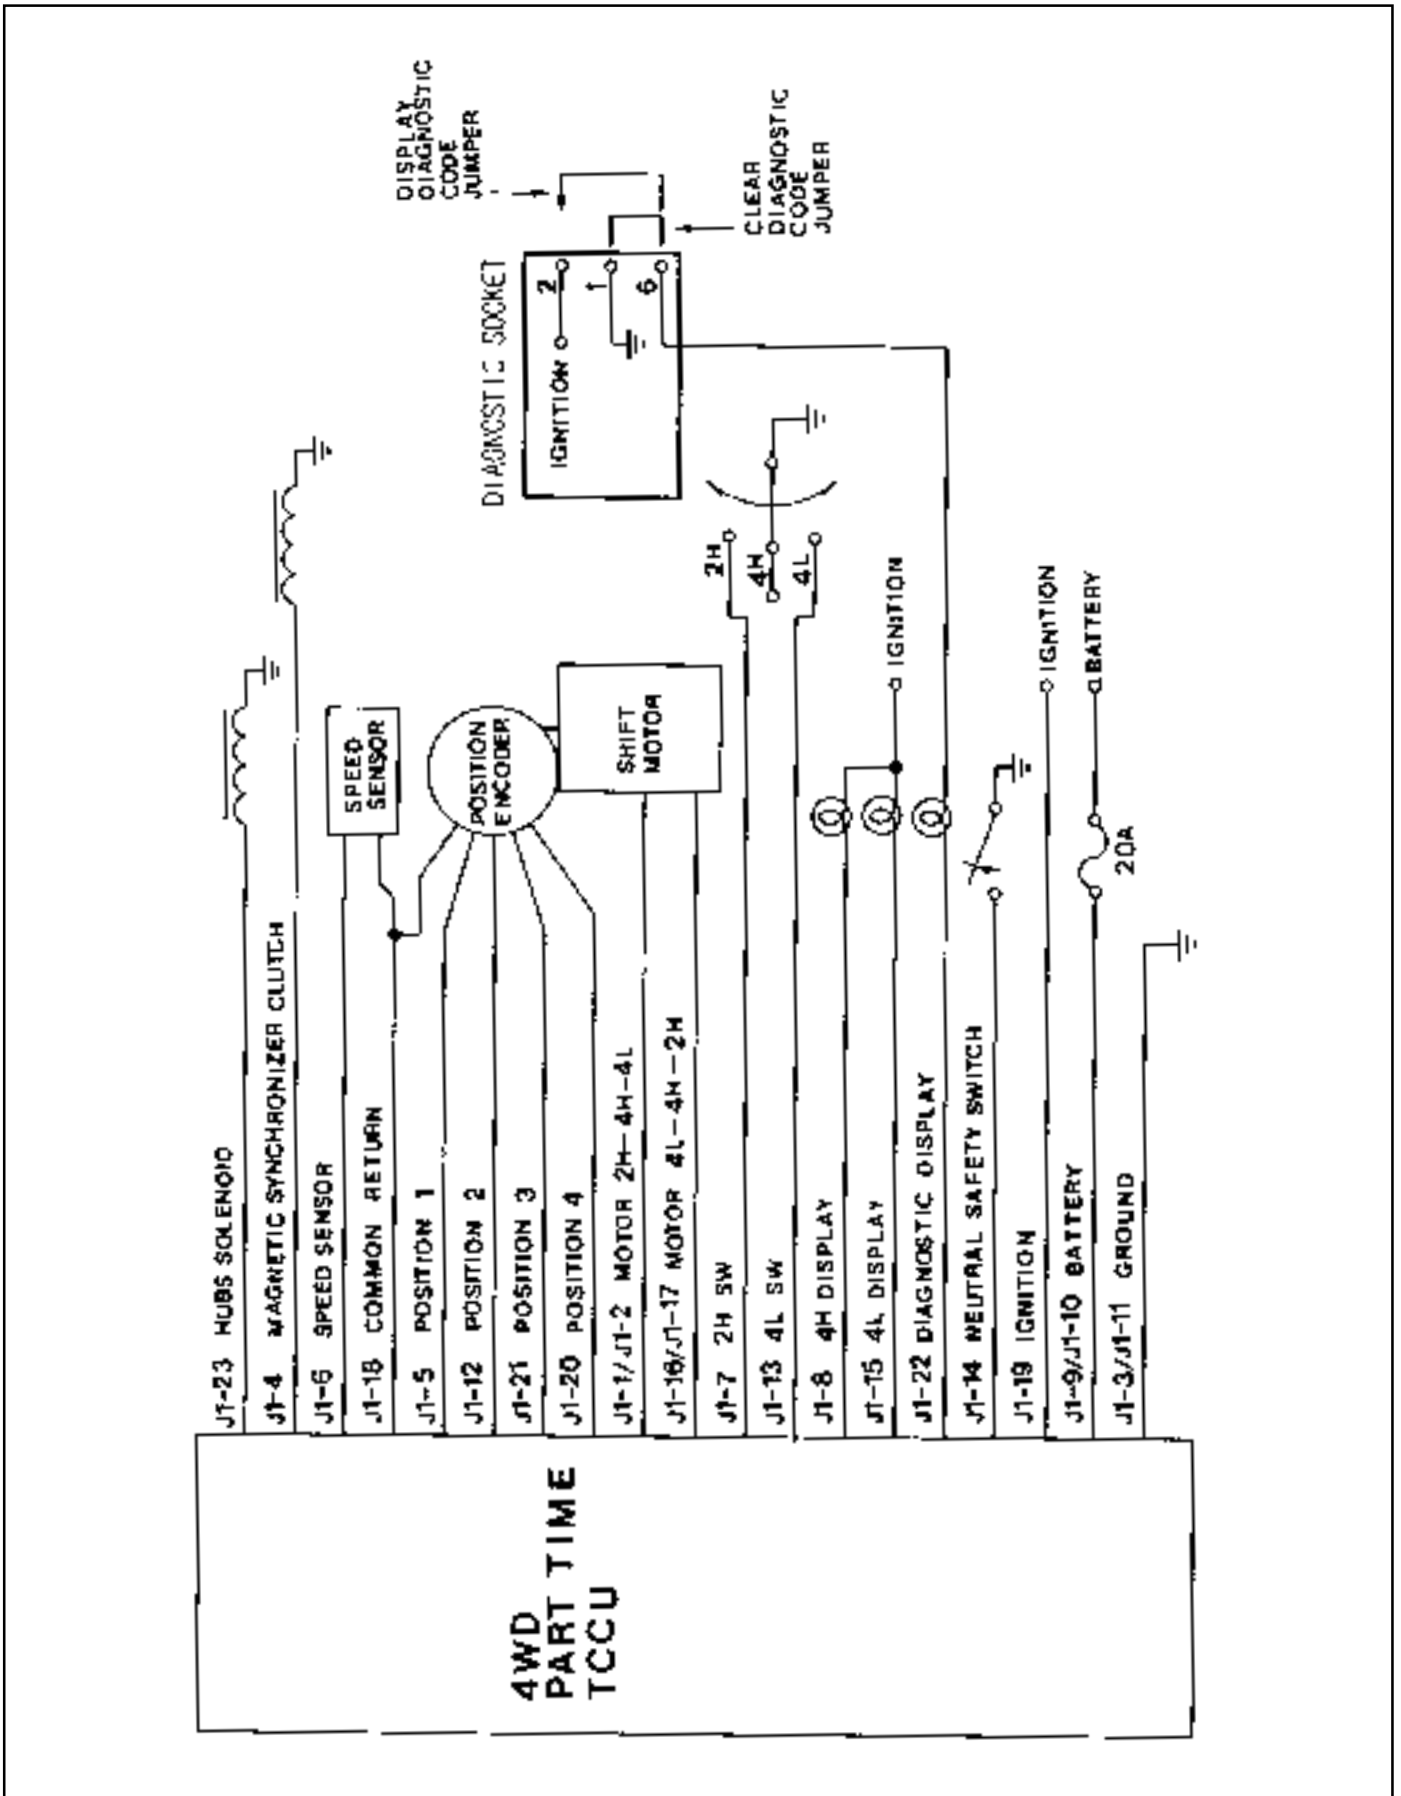 DISPLAY
DIAGNOSTIC
CODE
JUMPER
CLEAR
DIAGNOSTIC
CODE
JUMPER
DIAGNOSTIC SOCKET
2
1
6
IGNITION
2H
4H
4L
IGNITION
IGNITION
BATTERY
20A
SPEED
SENSOR
POSITION
ENCODER
SHIFT
MOTOR
J1-23 HUBS SOLENOID
J1-4 MAGNETIC SYNCHRONIZER CLUTCH
J1-6 SPEED SENSOR
J1-18 COMMON RETURN
J1-5 POSITION 1
J1-12 POSITION 2
J1-21 POSITION 3
J1-20 POSITION 4
J1-1/J1-2 MOTOR 2H-4H-4L
J1-16/J1-17 MOTOR 4L-4H-2H
J1-7 2H SW
J1-13 4L SW
J1-8 4H DISPLAY
J1-15 4L DISPLAY
J1-22 DIAGNOSTIC DISPLAY
J1-14 NEUTRAL SAFETY SWITCH
J1-19 IGNITION
J1-9/J1-10 BATTERY
J1-3/J1-11 GROUND
4WD
PART TIME
TCCU